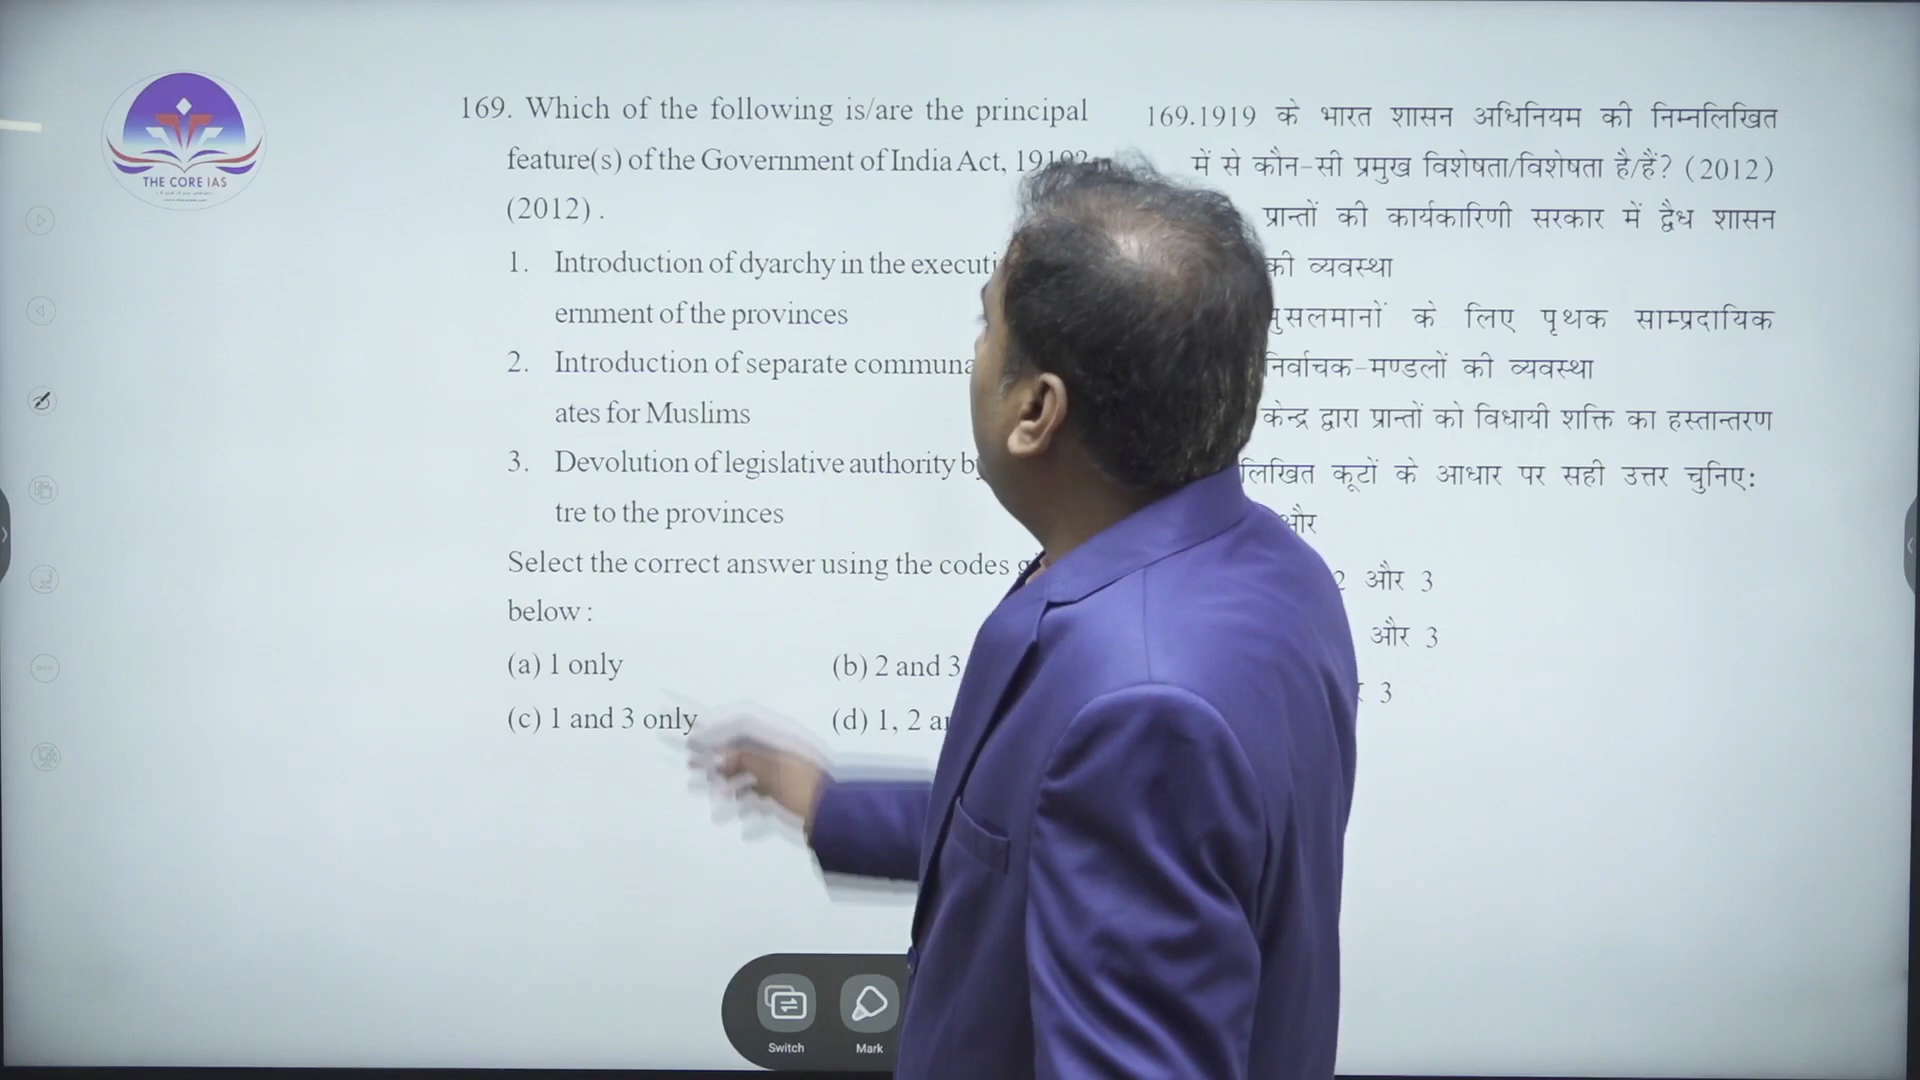 THE CORE IAS
169. Which of the following is/are the principal
feature(s) of the Government of India Act,
(2012) .
1. Introduction of dyarchy in the
ernment of the provinces
2. Introduction of separate
ates for Muslims
3. Devolution of legislative authority
tre to the provinces
Select the correct answer using the codes
below :
(a) 1 only
(b) 2 and 3
(c) 1 and 3 only
(d) 1, 2
169.1919 के भारत शासन अधिनियम की निम्नलिखित
में से कौन-सी प्रमुख विशेषता/विशेषता है/हैं? (2012)
प्रान्तों की कार्यकारिणी सरकार में द्वैध शासन
की व्यवस्था
के लिए पृथक साम्प्रदायिक
निर्वाचक-मण्डलों की व्यवस्था
केन्द्र द्वारा प्रान्तों को विधायी शक्ति का हस्तान्तरण
कूटों के आधार पर सही उत्तर चुनिए:
और
2 और 3
और 3
3
Switch
Mark